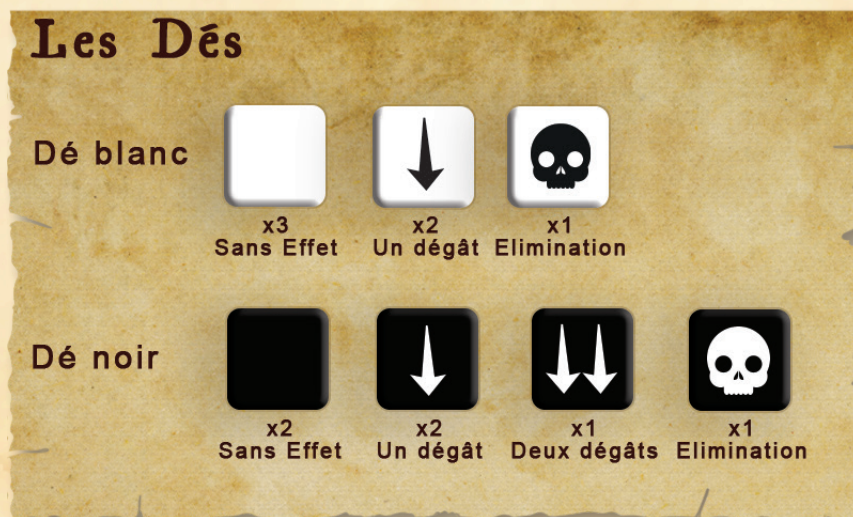 Les Dés
Dé blanc
x3 x2 x1
Sans Effet Un dégât Elimination
Dé noir
x2 x2 x1 x1
Sans Effet Un dégât Deux dégâts Elimination